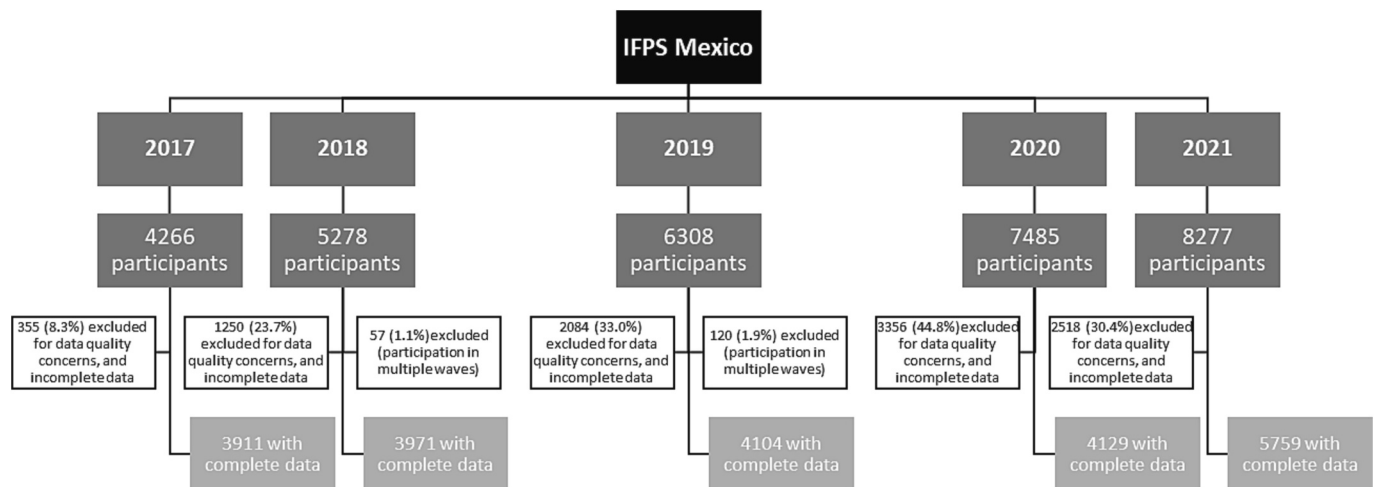 IFPS Mexico
2017
2018
2019
2020
2021
4266
participants
5278
participants
6308
participants
7485
participants
8277
participants
355 (8.3%) excluded
for data quality
concerns, and
incomplete data
1250 (23.7%)
excluded for data
quality concerns, and
incomplete data
57 (1.1%)excluded
(participation in
multiple waves)
2084 (33.0%)
excluded for data
quality concerns, and
incomplete data
120 (1.9%) excluded
(participation in
multiple waves)
3356 (44.8%)excluded
for data quality
concerns, and
incomplete data
2518 (30.4%) excluded
for data quality
concerns, and
incomplete data
3911 with
complete data
3971 with
complete data
4104 with
complete data
4129 with
complete data
5759 with
complete data